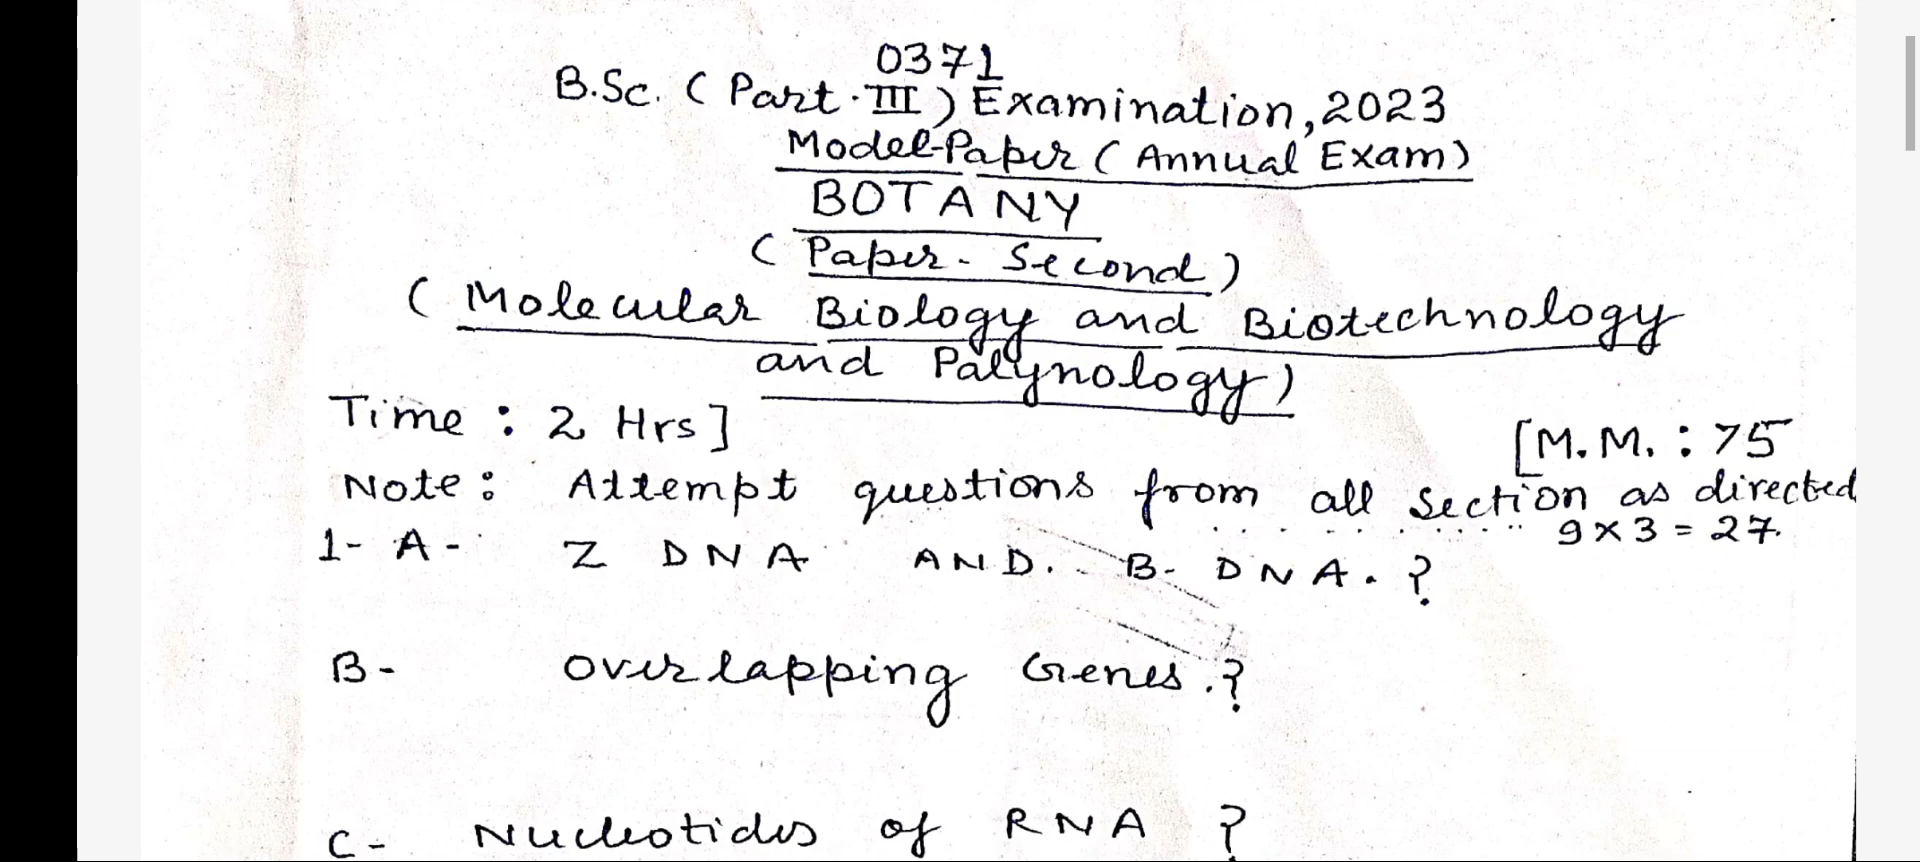 0371
B.Sc. (Part-III) Examination, 2023
Model-Paper (Annual Exam)
BOTANY
(Paper - Second)
(Molecular Biology and Biotechnology
and Palynology)
Time : 2 Hrs] [M.M. : 75
Note : Attempt questions from all section as directed
9 x 3 = 27.
1- A - Z DNA AND. B- DNA. ?
B- Overlapping Genes.?
C- Nucleotides of RNA ?